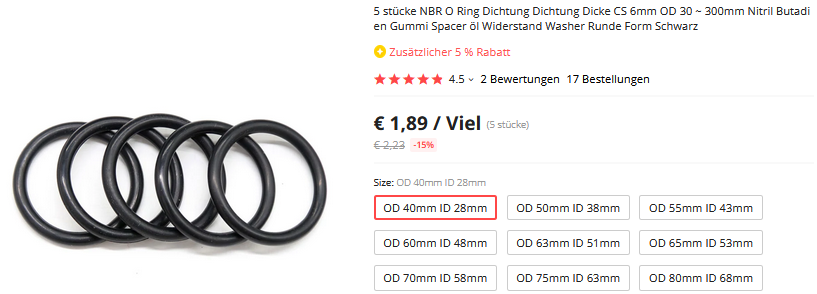 5 stücke NBR O Ring Dichtung Dichtung Dicke CS 6mm OD 30 ~ 300mm Nitril Butadi
en Gummi Spacer öl Widerstand Washer Runde Form Schwarz
Zusätzlicher 5 % Rabatt
4.5 2 Bewertungen 17 Bestellungen
€ 1,89 / Viel (5 stücke)
€ 2,23 -15%
Size: OD 40mm ID 28mm
OD 40mm ID 28mm OD 50mm ID 38mm OD 55mm ID 43mm
OD 60mm ID 48mm OD 63mm ID 51mm OD 65mm ID 53mm
OD 70mm ID 58mm OD 75mm ID 63mm OD 80mm ID 68mm